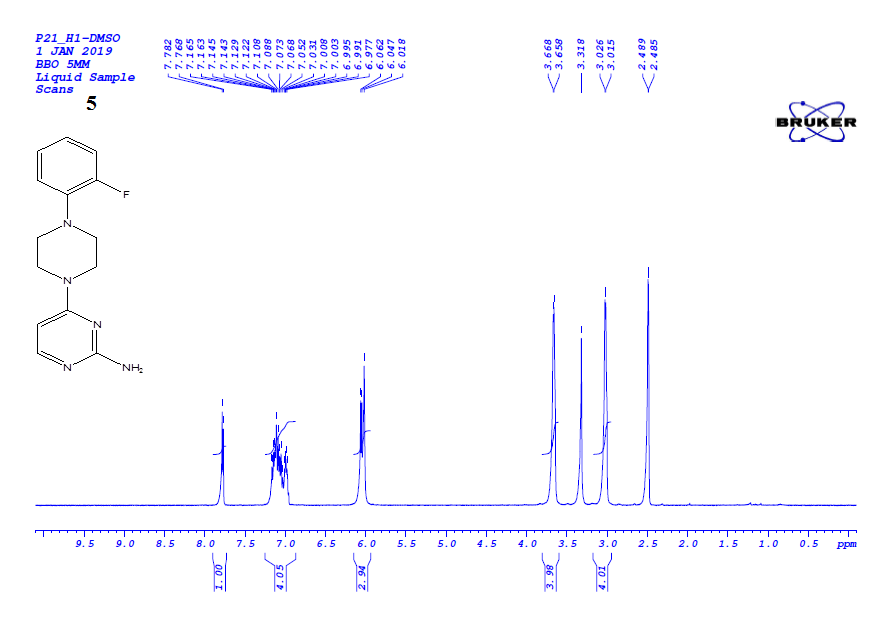 P21_H1-DMSO
1 JAN 2019
BBO 5MM
Liquid Sample
Scans
5
7.782
7.768
7.165
7.163
7.145
7.143
7.129
7.122
7.108
7.088
7.073
7.068
7.052
7.031
7.008
7.003
6.995
6.991
6.977
6.062
6.047
6.018
3.668
3.658
3.318
3.026
3.015
2.489
2.485
BRUKER
F
N
N
N
N
NH2
9.5 9.0 8.5 8.0 7.5 7.0 6.5 6.0 5.5 5.0 4.5 4.0 3.5 3.0 2.5 2.0 1.5 1.0 0.5 ppm
1.00
4.05
2.94
3.98
4.01